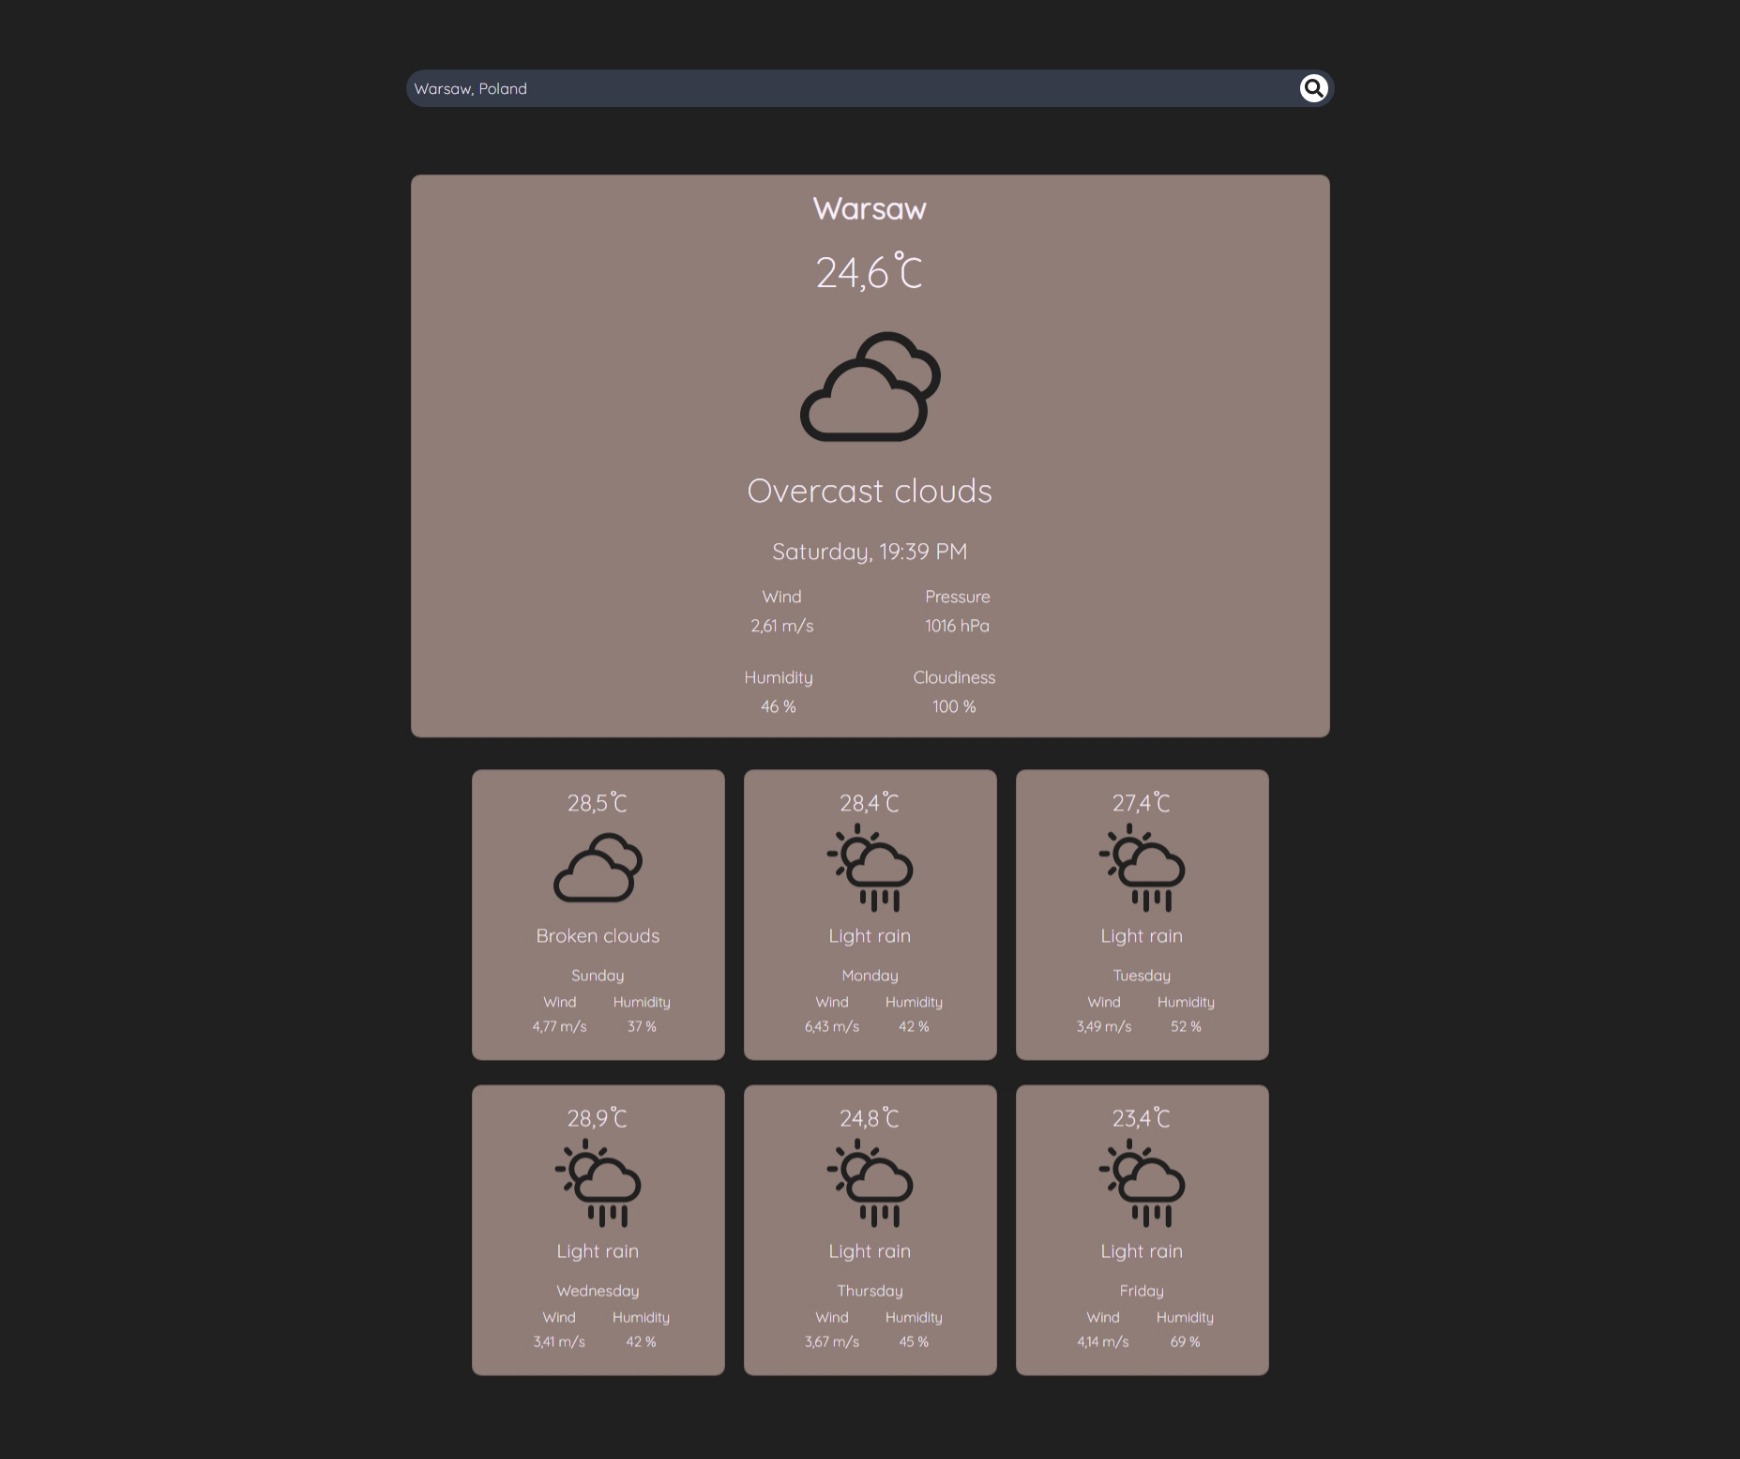 Warsaw, Poland
Warsaw
24,6℃
Overcast clouds
Saturday, 19:39 PM
Wind Pressure
2,61 m/s 1016 hPa
Humidity Cloudiness
46 % 100 %
28,5℃
Broken clouds
Sunday
Wind Humidity
4,77 m/s 37 %
28,4℃
Light rain
Monday
Wind Humidity
6,43 m/s 42 %
27,4℃
Light rain
Tuesday
Wind Humidity
3,49 m/s 52 %
28,9℃
Light rain
Wednesday
Wind Humidity
3,41 m/s 42 %
24,8℃
Light rain
Thursday
Wind Humidity
3,67 m/s 45 %
23,4℃
Light rain
Friday
Wind Humidity
4,14 m/s 69 %